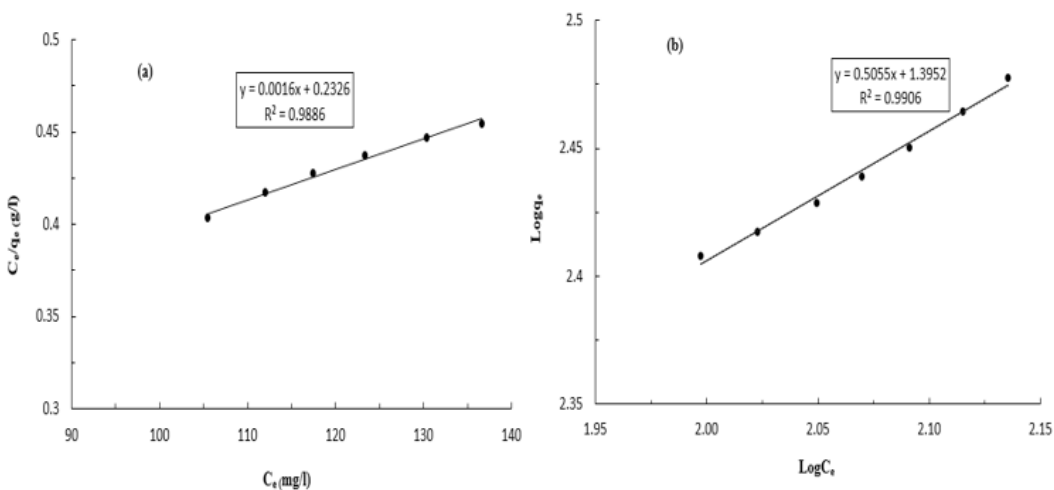 (a)
y = 0.0016x + 0.2326
R² = 0.9886
0.5
0.45
0.4
0.35
0.3
Cₑ/qₑ (g/l)
90 100 110 120 130 140
Cₑ (mg/l)
(b)
y = 0.5055x + 1.3952
R² = 0.9906
2.5
2.45
2.4
2.35
Logqₑ
1.95 2.00 2.05 2.10 2.15
LogCₑ